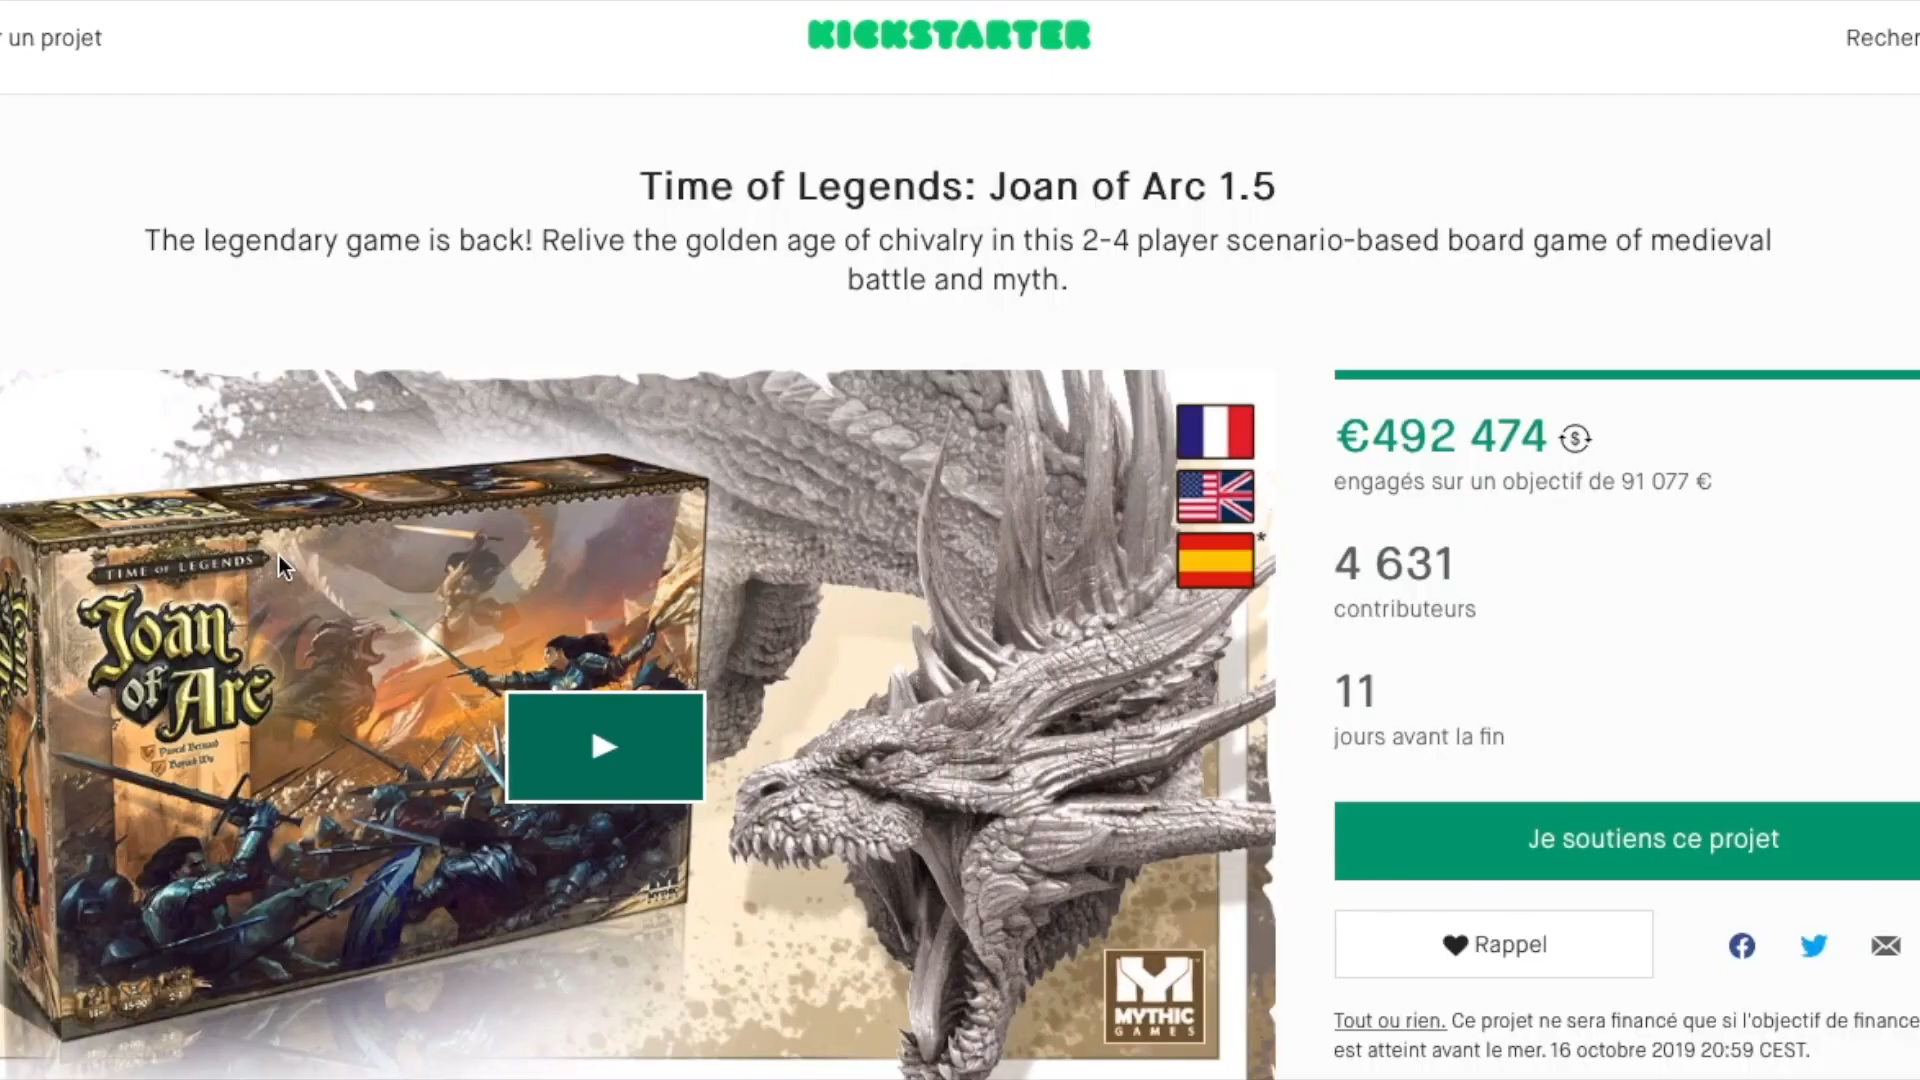 un projet
KICKSTARTER
Recher
Time of Legends: Joan of Arc 1.5
The legendary game is back! Relive the golden age of chivalry in this 2-4 player scenario-based board game of medieval
battle and myth.
€492 474
engagés sur un objectif de 91 077 €
*
TIME OF LEGENDS
Joan
of Arc
Pascal Bernard
4 631
contributeurs
11
jours avant la fin
Je soutiens ce projet
Rappel
MYTHIC
GAMES
Tout ou rien. Ce projet ne sera financé que si l'objectif de finance
est atteint avant le mer. 16 octobre 2019 20:59 CEST.